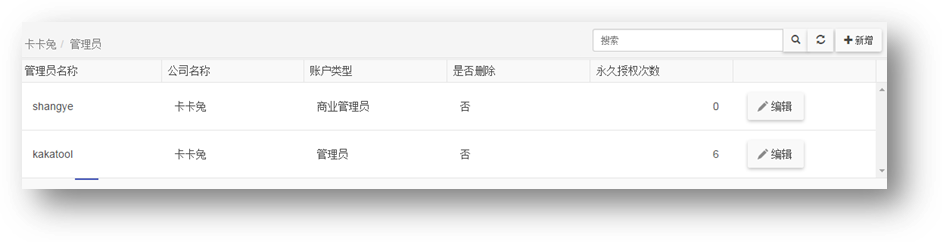 卡卡兔 / 管理员 搜索 新增
管理员名称 公司名称 账户类型 是否删除 永久授权次数
shangye 卡卡兔 商业管理员 否 0 编辑
kakatool 卡卡兔 管理员 否 6 编辑